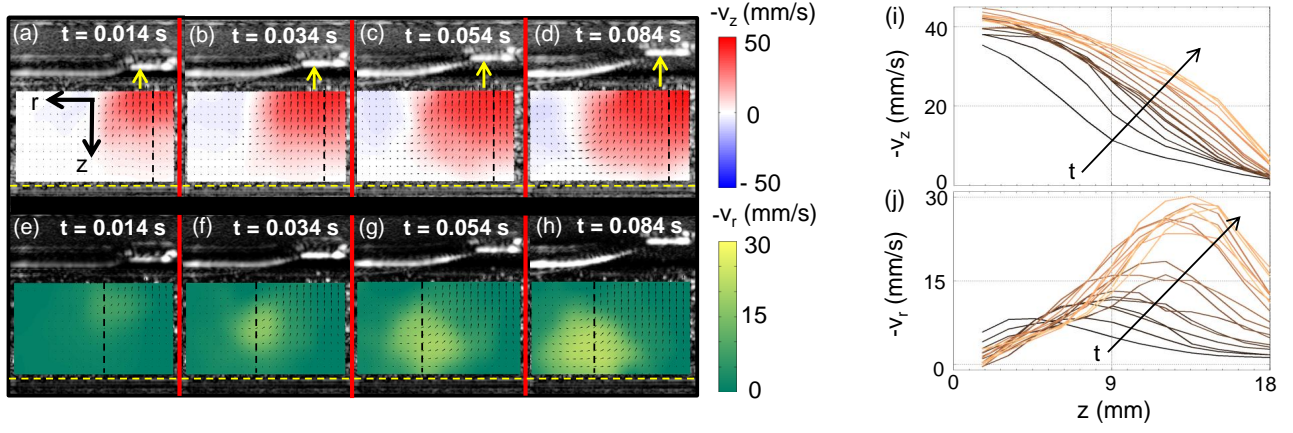 (a) t = 0.014 s
(b) t = 0.034 s
(c) t = 0.054 s
(d) t = 0.084 s
r
z
-v_z (mm/s)
50
0
- 50
(e) t = 0.014 s
(f) t = 0.034 s
(g) t = 0.054 s
(h) t = 0.084 s
-v_r (mm/s)
30
15
0
(i)
40
20
0
-v_z (mm/s)
t
(j)
30
15
0
-v_r (mm/s)
t
0
9
18
z (mm)